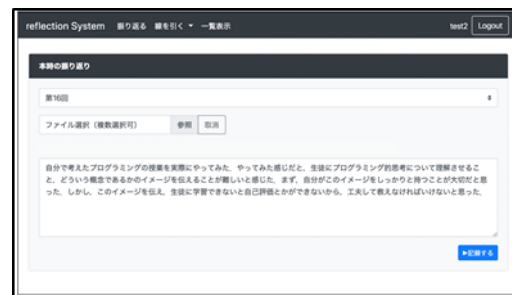 reflection System 振り返る 線を引く 一覧表示 test2 Logout
本時の振り返り
第16回
ファイル選択（複数選択可） 参照 取消
自分で考えたプログラミングの授業を実際にやってみた．やってみた感じだと，生徒にプログラミング的思考について理解させるこ
と，どういう概念であるかのイメージを伝えることが難しいと感じた．まず，自分がこのイメージをしっかりと持つことが大切だと思
った．しかし，このイメージを伝え，生徒に学習できないと自己評価とかができないから，工夫して教えなければいけないと思った．
▶記録する